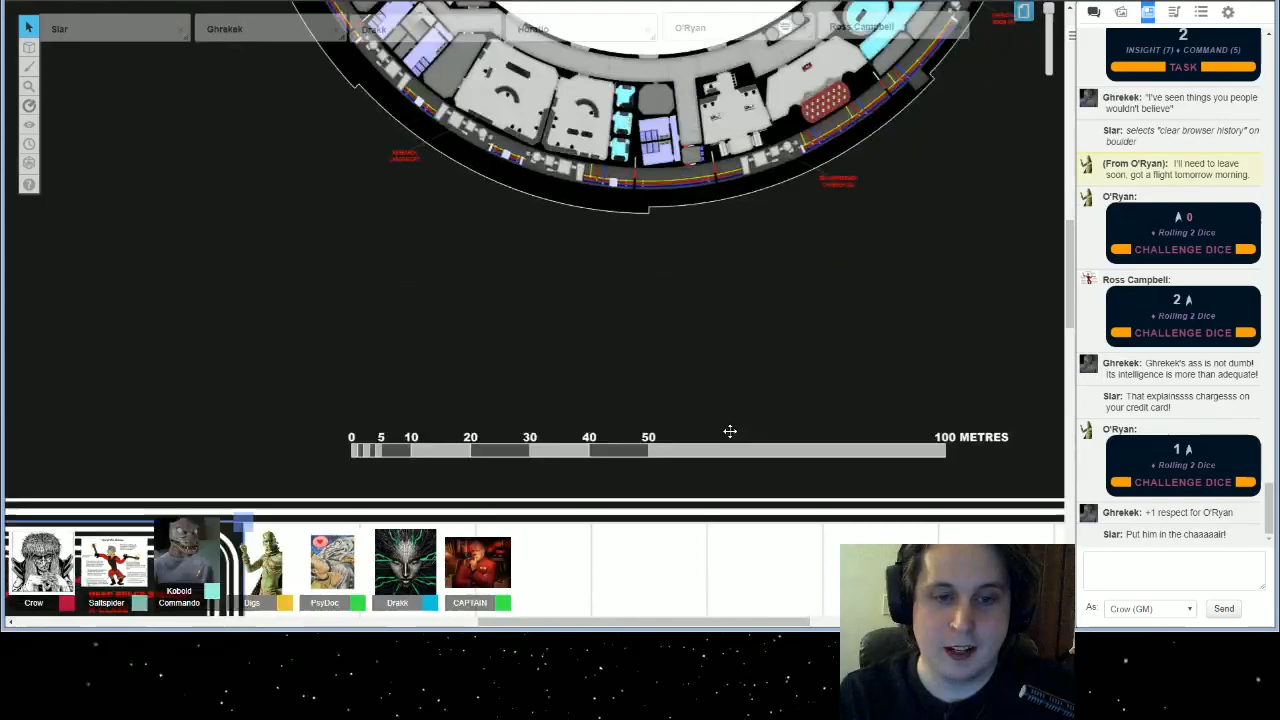 Slar
Ghrekek
Drakk
Horatio
O'Ryan
Ross Campbell
0 5 10 20 30 40 50 100 METRES
Crow
Saltspider
Kobold
Commando
Digs
PsyDoc
Drakk
CAPTAIN
2
INSIGHT (7) ♦ COMMAND (5)
TASK
Ghrekek: "I've seen things you people
wouldn't believe"
Slar: selects "clear browser history" on
boulder
(From O'Ryan): I'll need to leave
soon, got a flight tomorrow morning.
O'Ryan:
0
♦ Rolling 2 Dice
CHALLENGE DICE
Ross Campbell:
2
♦ Rolling 2 Dice
CHALLENGE DICE
Ghrekek: Ghrekek's ass is not dumb!
Its intelligence is more than adequate!
Slar: That explainssss chargesss on
your credit card!
O'Ryan:
1
♦ Rolling 2 Dice
CHALLENGE DICE
Ghrekek: +1 respect for O'Ryan
Slar: Put him in the chaaaaair!
As: Crow (GM) Send